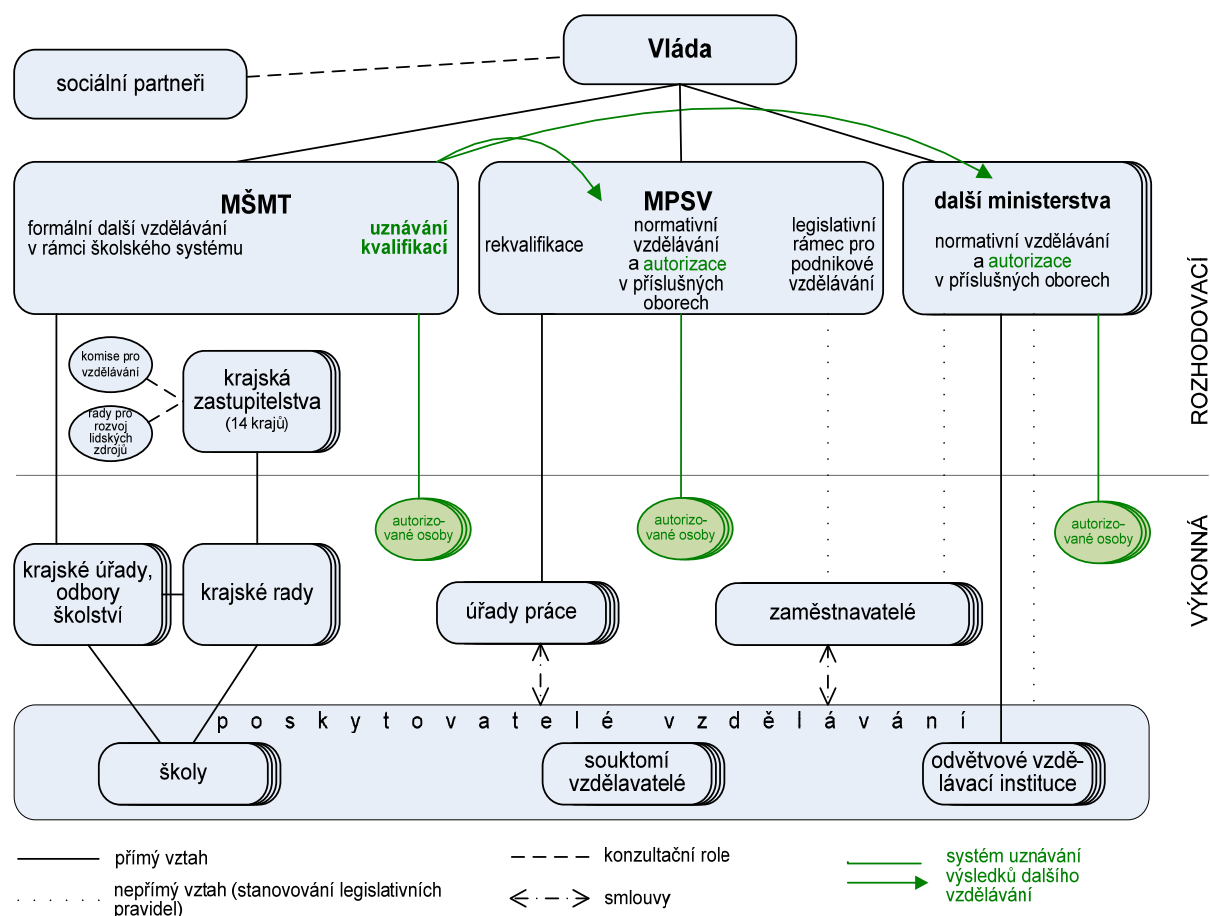 Vláda
sociální partneři
MŠMT
formální další vzdělávání
v rámci školského systému
uznávání
kvalifikací
MPSV
rekvalifikace
normativní
vzdělávání
a autorizace
v příslušných
oborech
legislativní
rámec pro
podnikové
vzdělávání
další ministerstva
normativní vzdělávání
a autorizace
v příslušných oborech
ROZHODOVACÍ
komise pro
vzdělávání
rady pro
rozvoj
lidských
zdrojů
krajská
zastupitelstva
(14 krajů)
VÝKONNÁ
autorizo-
vané osoby
autorizo-
vané osoby
autorizo-
vané osoby
krajské úřady,
odbory
školství
krajské rady
úřady práce
zaměstnavatelé
poskytovatelé vzdělávání
školy
souktomí
vzdělavatelé
odvětvové vzdě-
lávací instituce
přímý vztah
nepřímý vztah (stanovování legislativních
pravidel)
konzultační role
smlouvy
systém uznávání
výsledků dalšího
vzdělávání